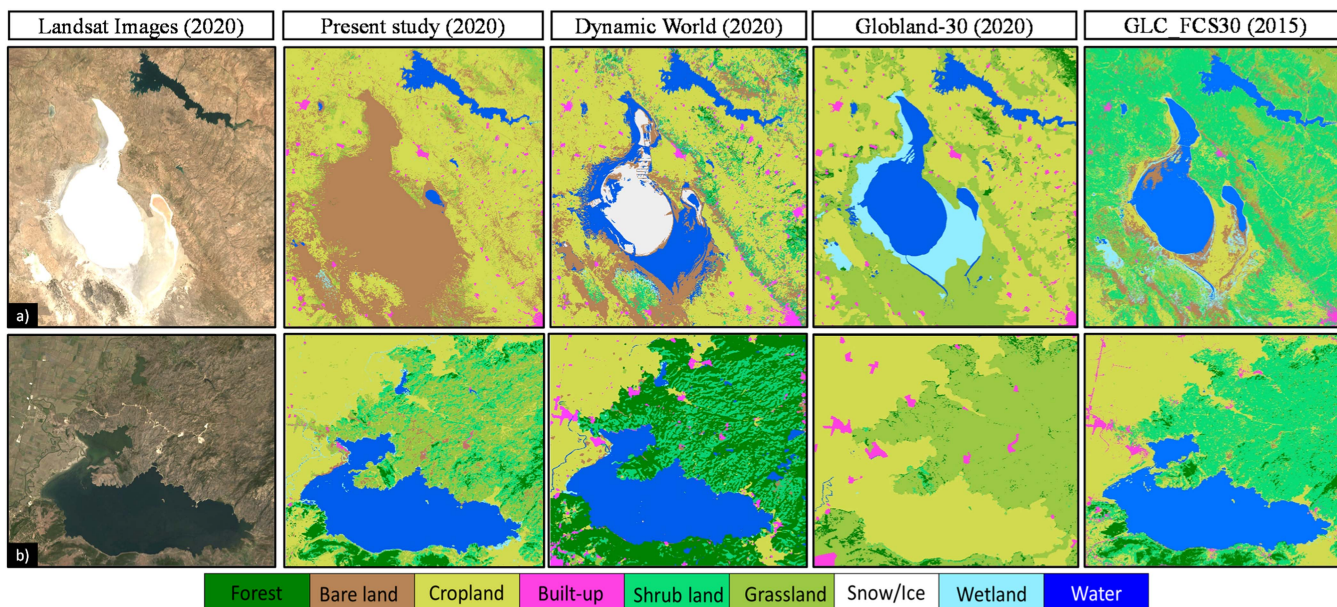 Landsat Images (2020) Present study (2020) Dynamic World (2020) Globland-30 (2020) GLC_FCS30 (2015)
a)
b)
Forest Bare land Cropland Built-up Shrub land Grassland Snow/Ice Wetland Water